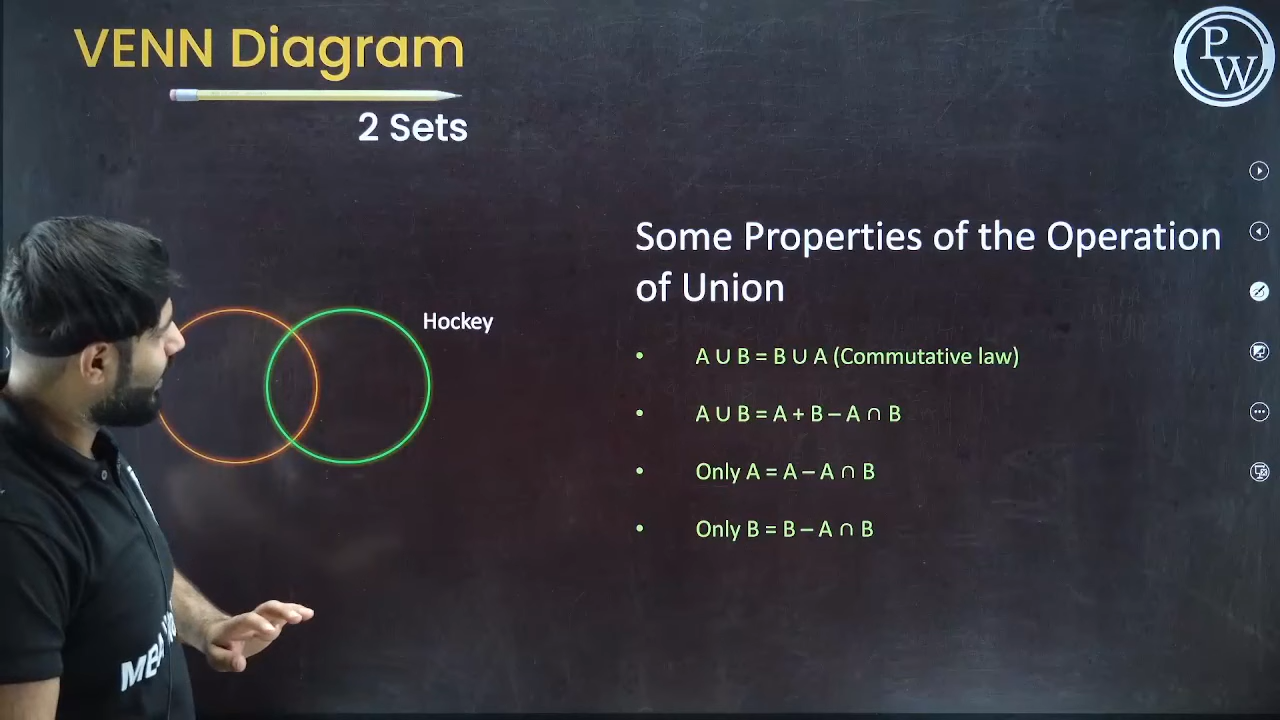 VENN Diagram
2 Sets
PW
Some Properties of the Operation
of Union
Hockey
• A ∪ B = B ∪ A (Commutative law)
• A ∪ B = A + B – A ∩ B
• Only A = A – A ∩ B
• Only B = B – A ∩ B